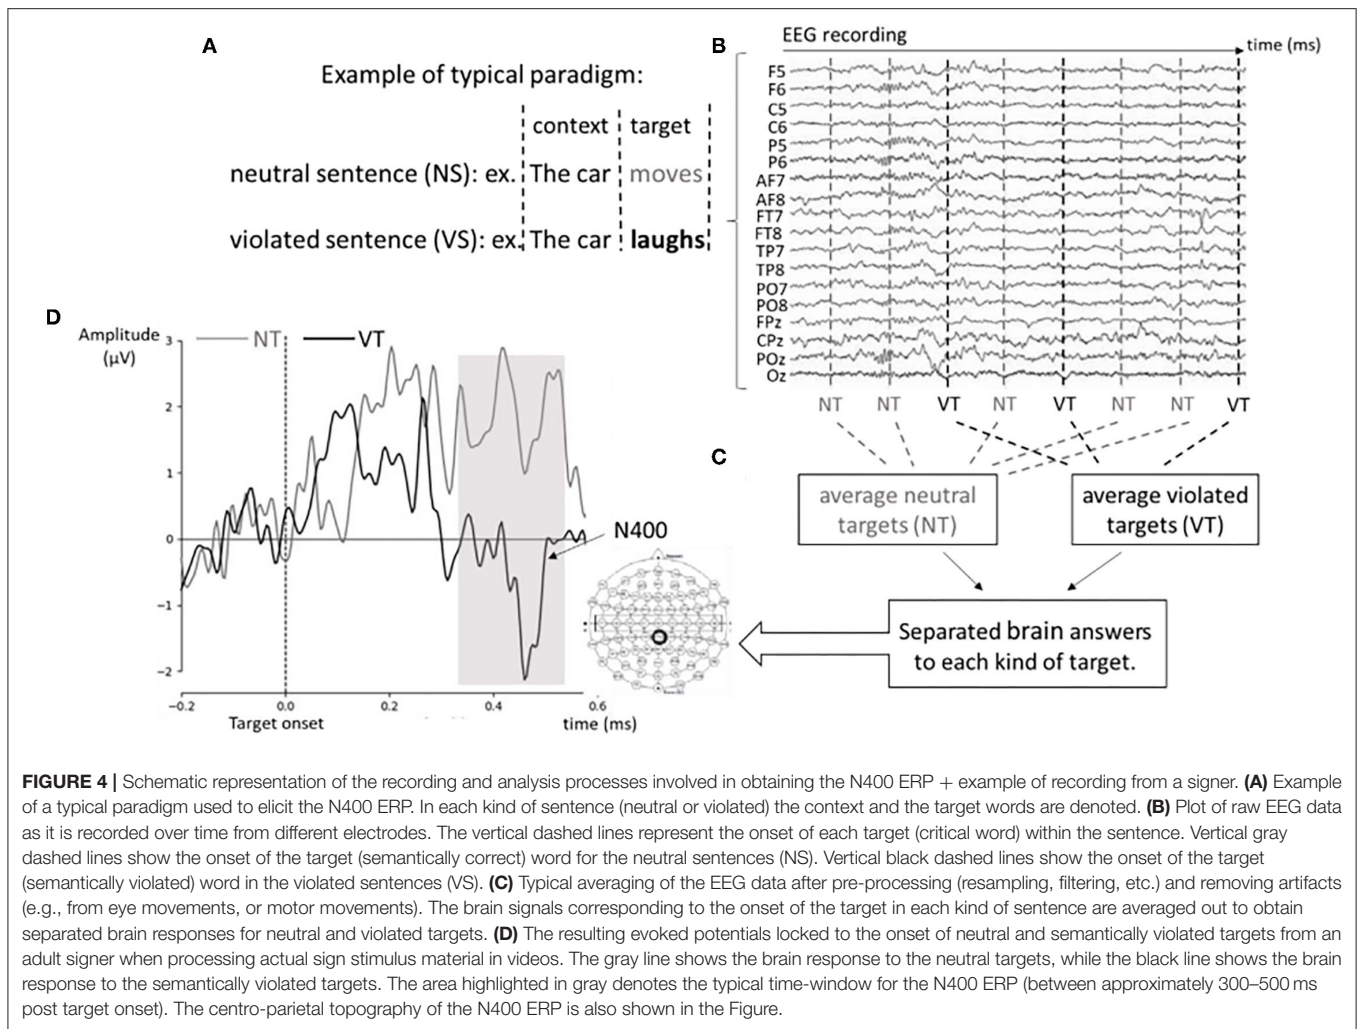 A
Example of typical paradigm:
context target
neutral sentence (NS): ex. The car moves
violated sentence (VS): ex. The car laughs
B
EEG recording
time (ms)
F5
F6
C5
C6
P5
P6
AF7
AF8
FT7
FT8
TP7
TP8
PO7
PO8
FPz
CPz
POz
Oz
NT NT VT NT VT NT NT VT
C
average neutral
targets (NT)
average violated
targets (VT)
Separated brain answers
to each kind of target.
D
Amplitude
(µV)
NT VT
3
2
1
0
−1
−2
N400
−0.2 0.0 0.2 0.4 0.6
Target onset
time (ms)
FIGURE 4 | Schematic representation of the recording and analysis processes involved in obtaining the N400 ERP + example of recording from a signer. (A) Example
of a typical paradigm used to elicit the N400 ERP. In each kind of sentence (neutral or violated) the context and the target words are denoted. (B) Plot of raw EEG data
as it is recorded over time from different electrodes. The vertical dashed lines represent the onset of each target (critical word) within the sentence. Vertical gray
dashed lines show the onset of the target (semantically correct) word for the neutral sentences (NS). Vertical black dashed lines show the onset of the target
(semantically violated) word in the violated sentences (VS). (C) Typical averaging of the EEG data after pre-processing (resampling, filtering, etc.) and removing artifacts
(e.g., from eye movements, or motor movements). The brain signals corresponding to the onset of the target in each kind of sentence are averaged out to obtain
separated brain responses for neutral and violated targets. (D) The resulting evoked potentials locked to the onset of neutral and semantically violated targets from an
adult signer when processing actual sign stimulus material in videos. The gray line shows the brain response to the neutral targets, while the black line shows the brain
response to the semantically violated targets. The area highlighted in gray denotes the typical time-window for the N400 ERP (between approximately 300–500 ms
post target onset). The centro-parietal topography of the N400 ERP is also shown in the Figure.